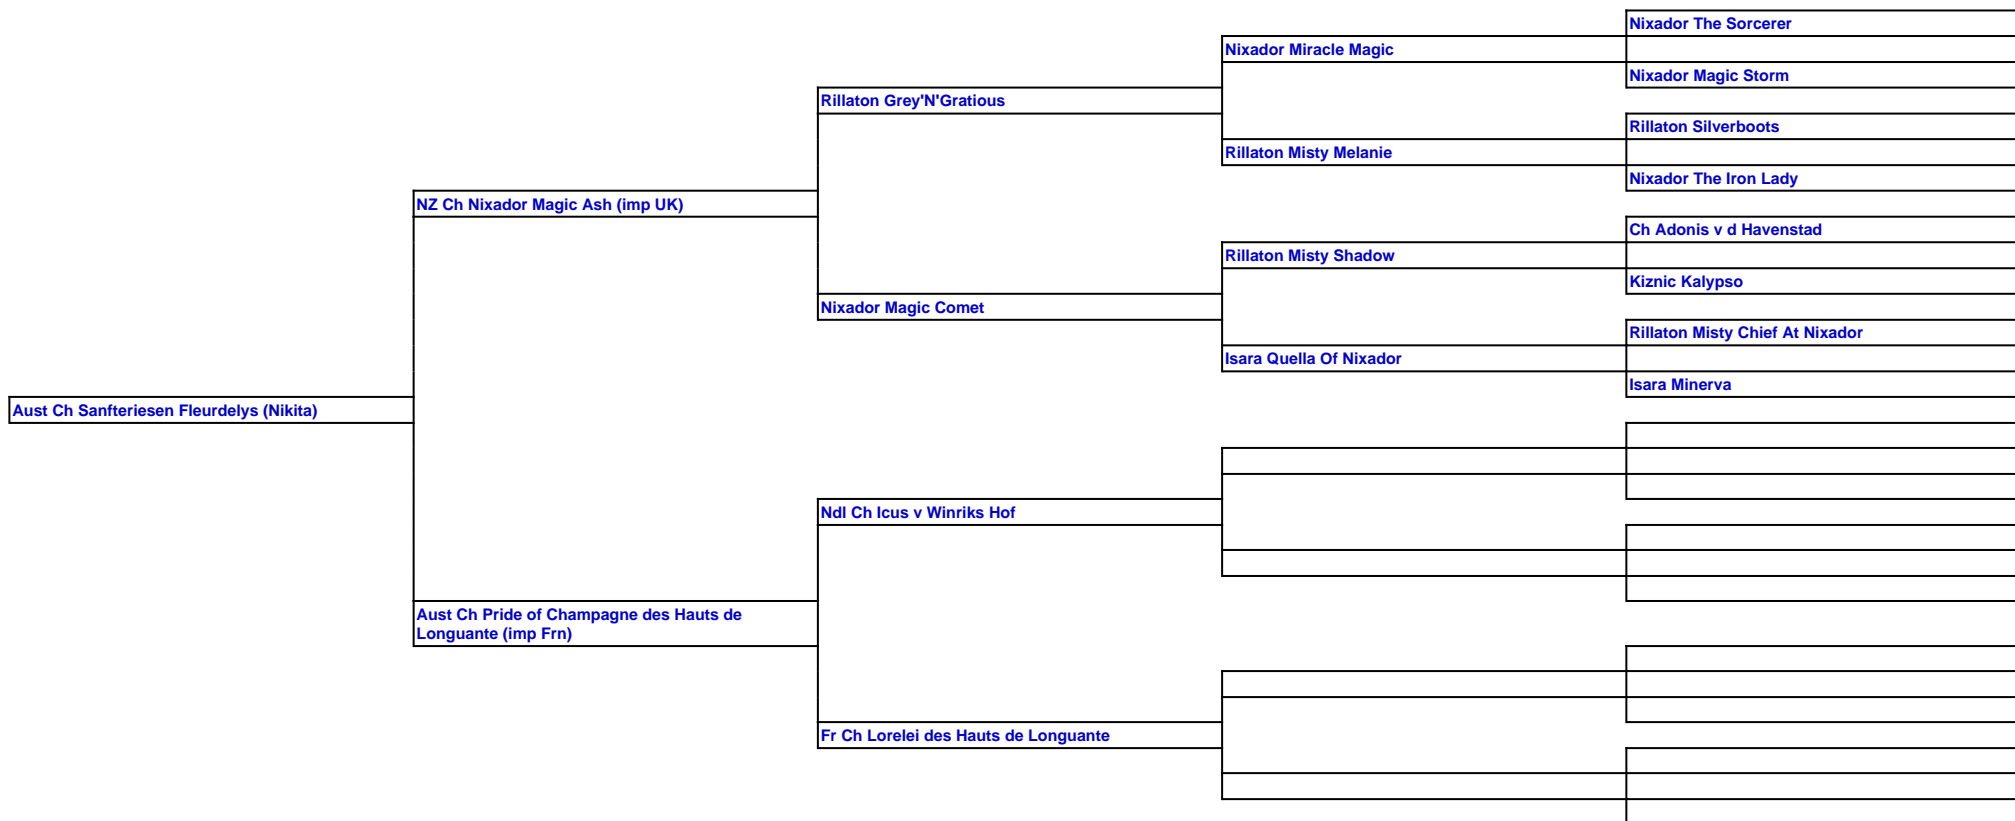 Nixador The Sorcerer
Nixador Miracle Magic
Nixador Magic Storm
Rillaton Grey'N'Gratious
Rillaton Silverboots
Rillaton Misty Melanie
Nixador The Iron Lady
NZ Ch Nixador Magic Ash (imp UK)
Ch Adonis v d Havenstad
Rillaton Misty Shadow
Kiznic Kalypso
Nixador Magic Comet
Rillaton Misty Chief At Nixador
Isara Quella Of Nixador
Isara Minerva
Aust Ch Sanfteriesen Fleurdelys (Nikita)
Ndl Ch Icus v Winriks Hof
Aust Ch Pride of Champagne des Hauts de
Longuante (imp Frn)
Fr Ch Lorelei des Hauts de Longuante